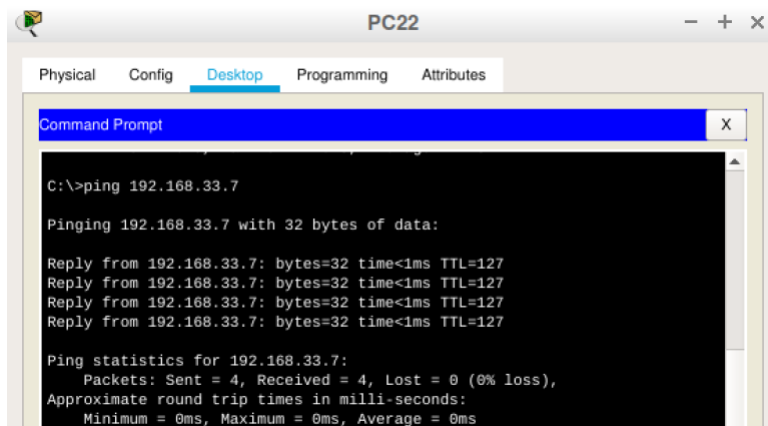 PC22
Physical Config Desktop Programming Attributes
Command Prompt
X
C:\>ping 192.168.33.7
Pinging 192.168.33.7 with 32 bytes of data:
Reply from 192.168.33.7: bytes=32 time<1ms TTL=127
Reply from 192.168.33.7: bytes=32 time<1ms TTL=127
Reply from 192.168.33.7: bytes=32 time<1ms TTL=127
Reply from 192.168.33.7: bytes=32 time<1ms TTL=127
Ping statistics for 192.168.33.7:
Packets: Sent = 4, Received = 4, Lost = 0 (0% loss),
Approximate round trip times in milli-seconds:
Minimum = 0ms, Maximum = 0ms, Average = 0ms